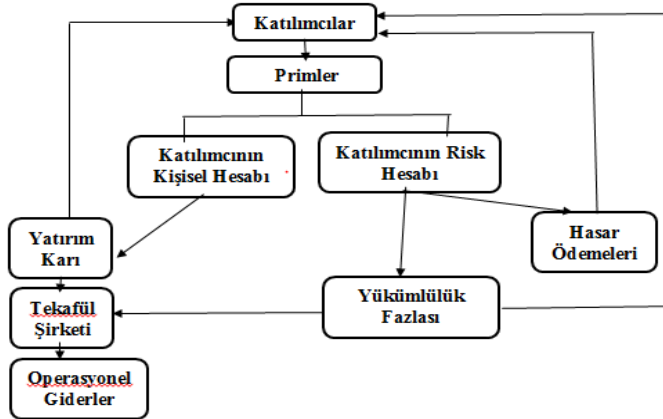 Katılımcılar
Primler
Katılımcının
Kişisel Hesabı
Katılımcının Risk
Hesabı
Yatırım
Karı
Hasar
Ödemeleri
Tekafül
Şirketi
Yükümlülük
Fazlası
Operasyonel
Giderler